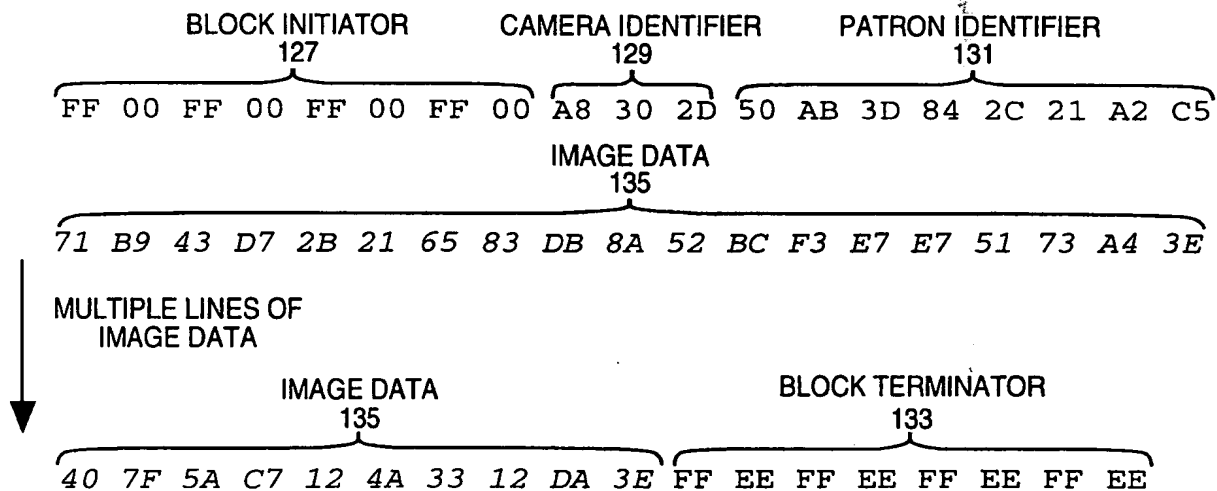 BLOCK INITIATOR CAMERA IDENTIFIER PATRON IDENTIFIER
127 129 131
FF 00 FF 00 FF 00 FF 00 A8 30 2D 50 AB 3D 84 2C 21 A2 C5
IMAGE DATA
135
71 B9 43 D7 2B 21 65 83 DB 8A 52 BC F3 E7 E7 51 73 A4 3E
MULTIPLE LINES OF
IMAGE DATA
IMAGE DATA BLOCK TERMINATOR
135 133
40 7F 5A C7 12 4A 33 12 DA 3E FF EE FF EE FF EE FF EE